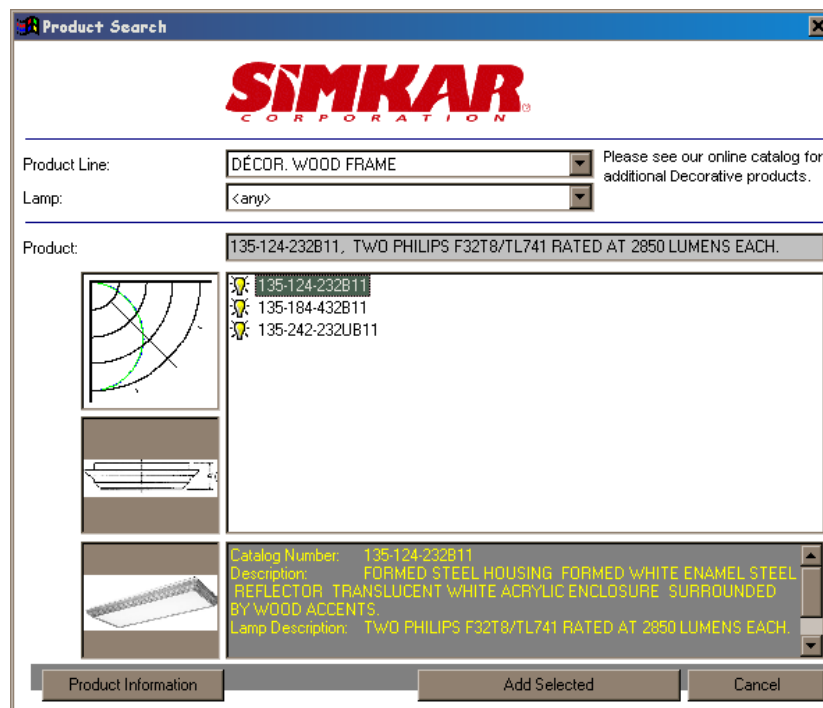 Product Search
SIMKAR
CORPORATION
Product Line:
DÉCOR. WOOD FRAME
Please see our online catalog for
additional Decorative products.
Lamp:
<any>
Product:
135-124-232B11, TWO PHILIPS F32T8/TL741 RATED AT 2850 LUMENS EACH.
135-124-232B11
135-184-432B11
135-242-232UB11
Catalog Number: 135-124-232B11
Description: FORMED STEEL HOUSING FORMED WHITE ENAMEL STEEL
REFLECTOR TRANSLUCENT WHITE ACRYLIC ENCLOSURE SURROUNDED
BY WOOD ACCENTS.
Lamp Description: TWO PHILIPS F32T8/TL741 RATED AT 2850 LUMENS EACH.
Product Information
Add Selected
Cancel